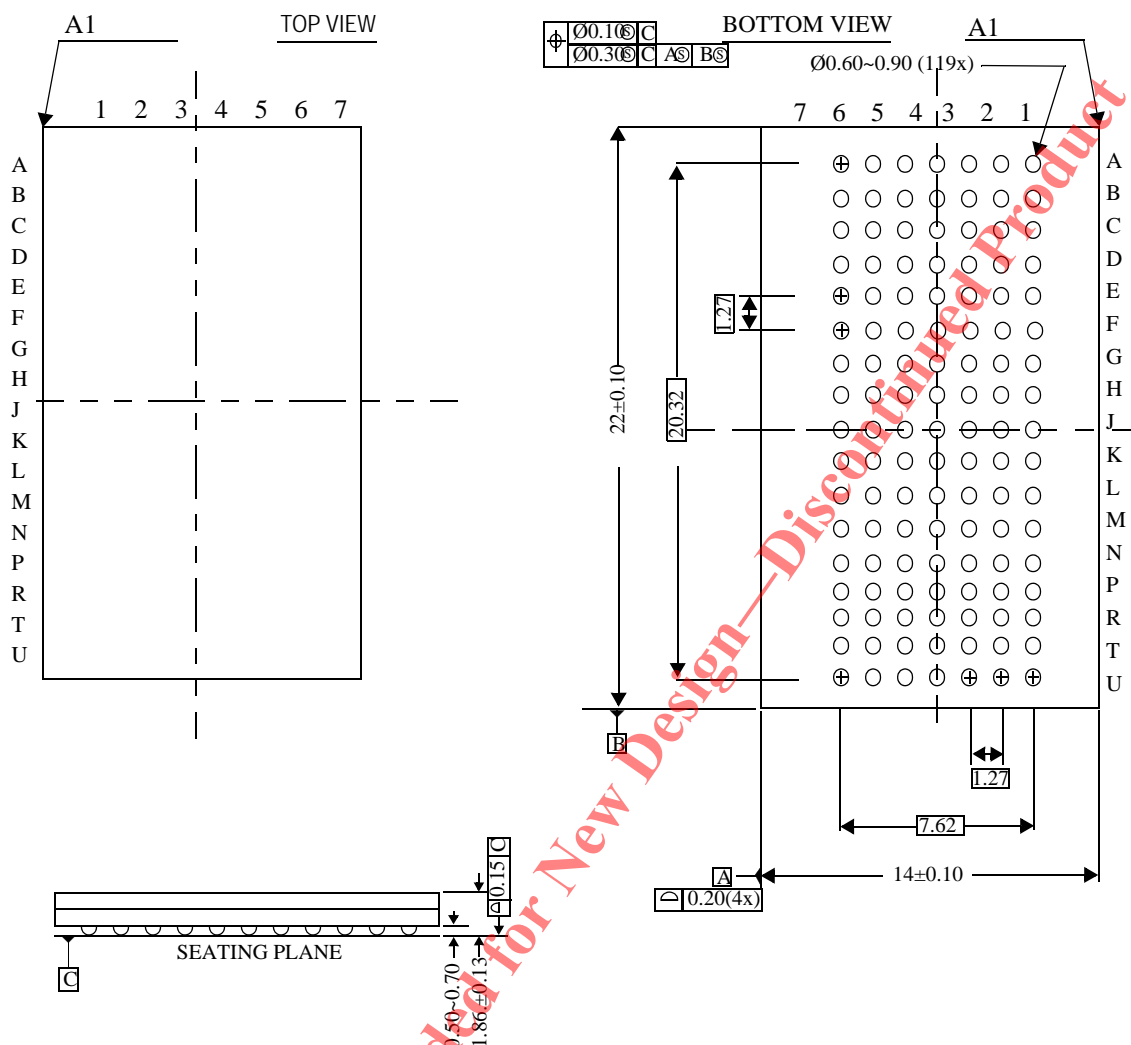 A1
TOP VIEW
1 2 3 4 5 6 7
A
B
C
D
E
F
G
H
J
K
L
M
N
P
R
T
U
Ø0.10Ⓢ C
Ø0.30Ⓢ C AⓈ BⓈ
BOTTOM VIEW
A1
Ø0.60~0.90 (119x)
7 6 5 4 3 2 1
A
B
C
D
E
F
G
H
J
K
L
M
N
P
R
T
U
1.27
22±0.10
20.32
B
1.27
7.62
A
14±0.10
0.20(4x)
0.15 C
SEATING PLANE
C
0.50~0.70
1.86.±0.13
ded for New Design—Discontinued Product